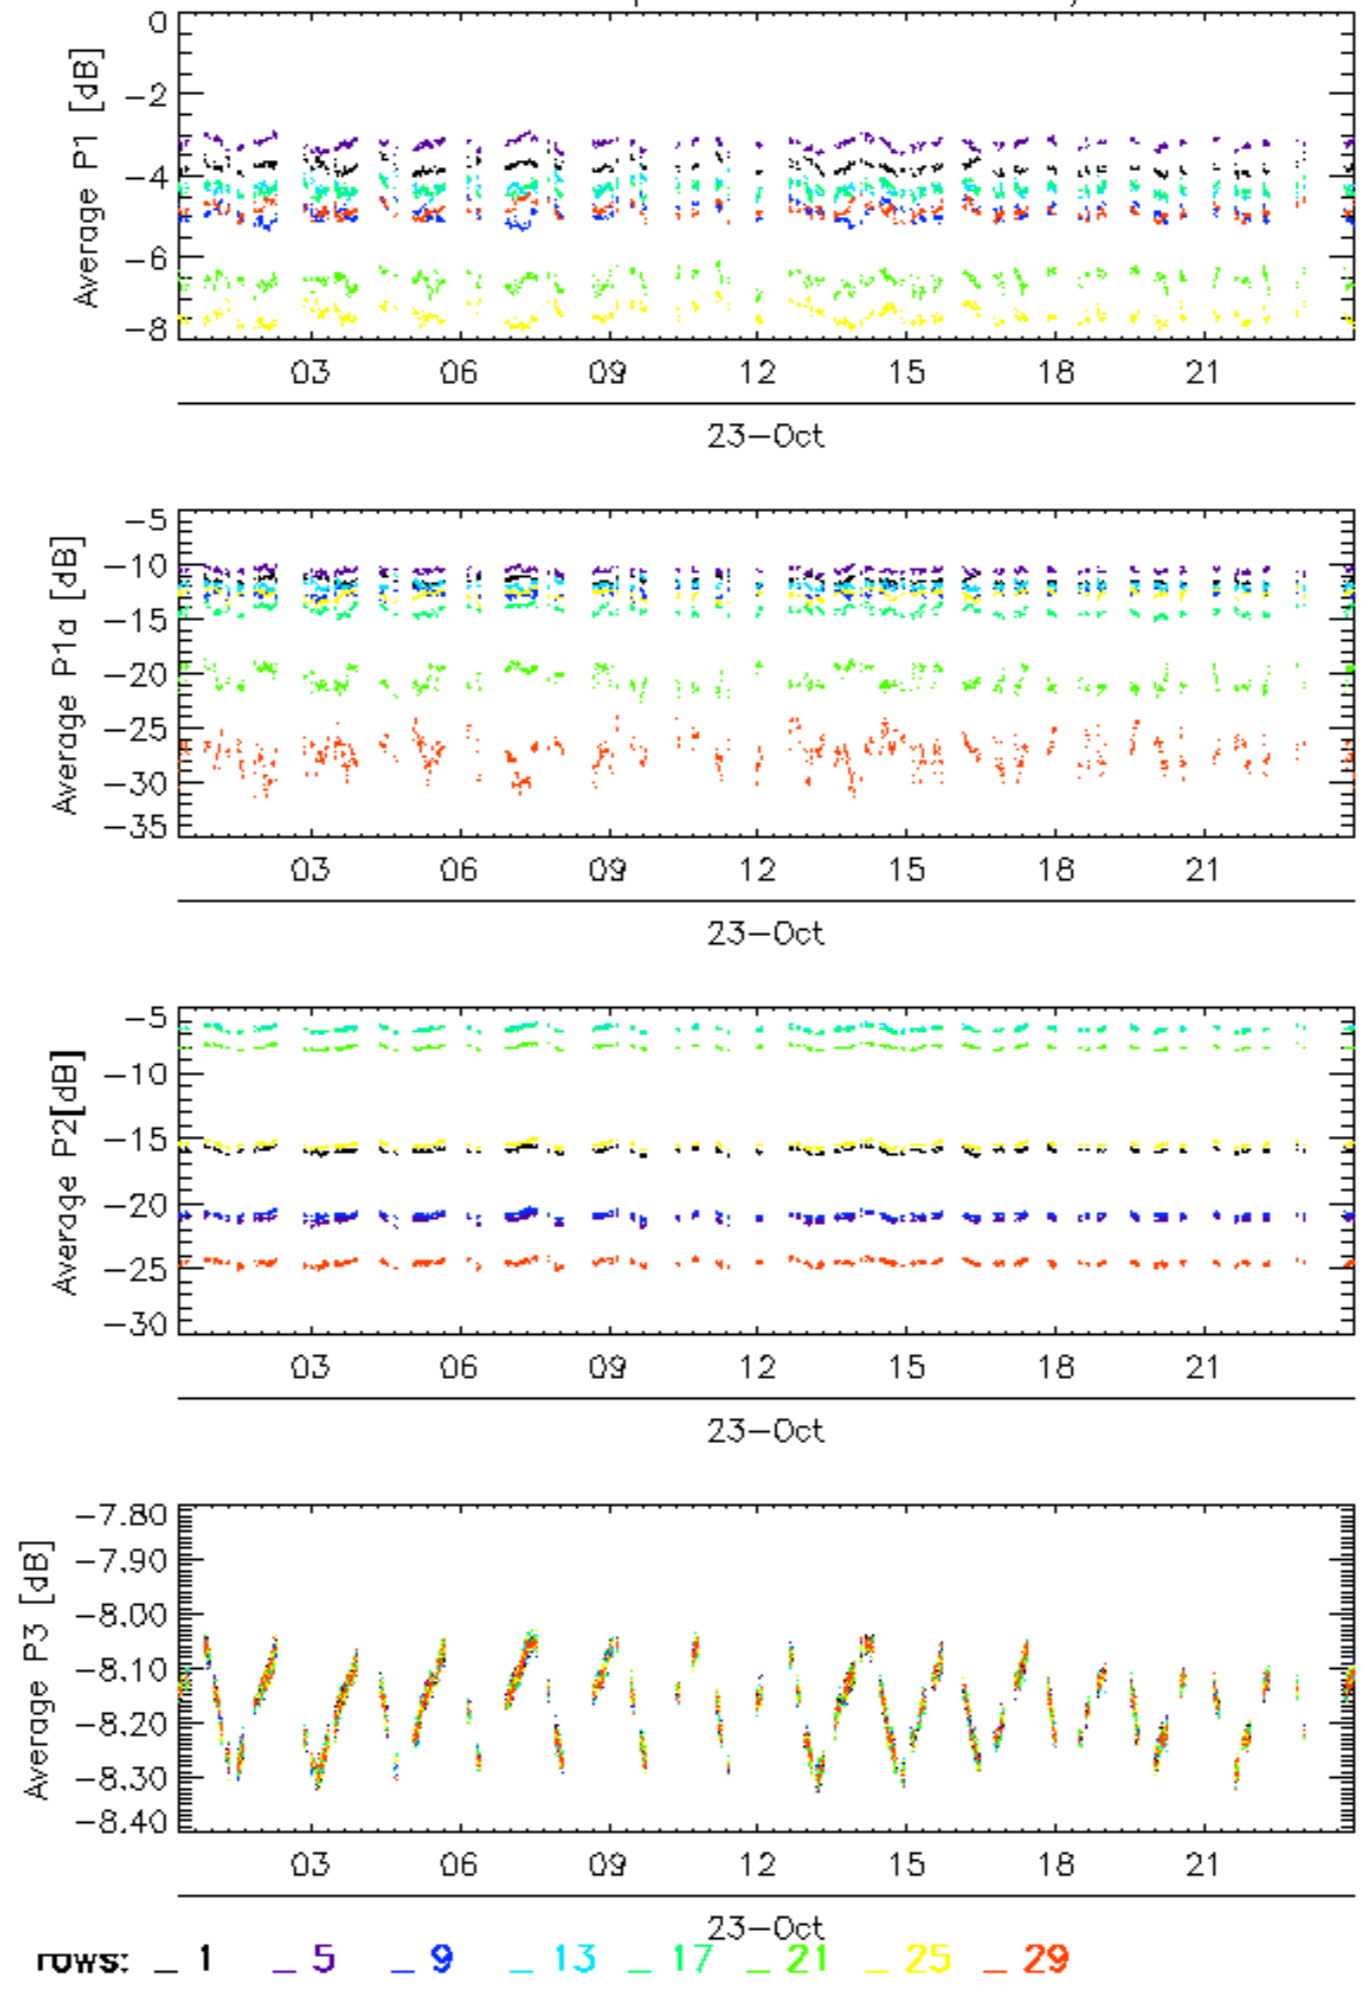 0
Average P1 [dB]
−2
−4
−6
−8
03 06 09 12 15 18 21
23−Oct
−5
Average P1a [dB]
−10
−15
−20
−25
−30
−35
03 06 09 12 15 18 21
23−Oct
−5
Average P2[dB]
−10
−15
−20
−25
−30
03 06 09 12 15 18 21
23−Oct
−7.80
Average P3 [dB]
−7.90
−8.00
−8.10
−8.20
−8.30
−8.40
03 06 09 12 15 18 21
23−Oct
rows: _ 1 _ 5 _ 9 _ 13 _ 17 _ 21 _ 25 _ 29